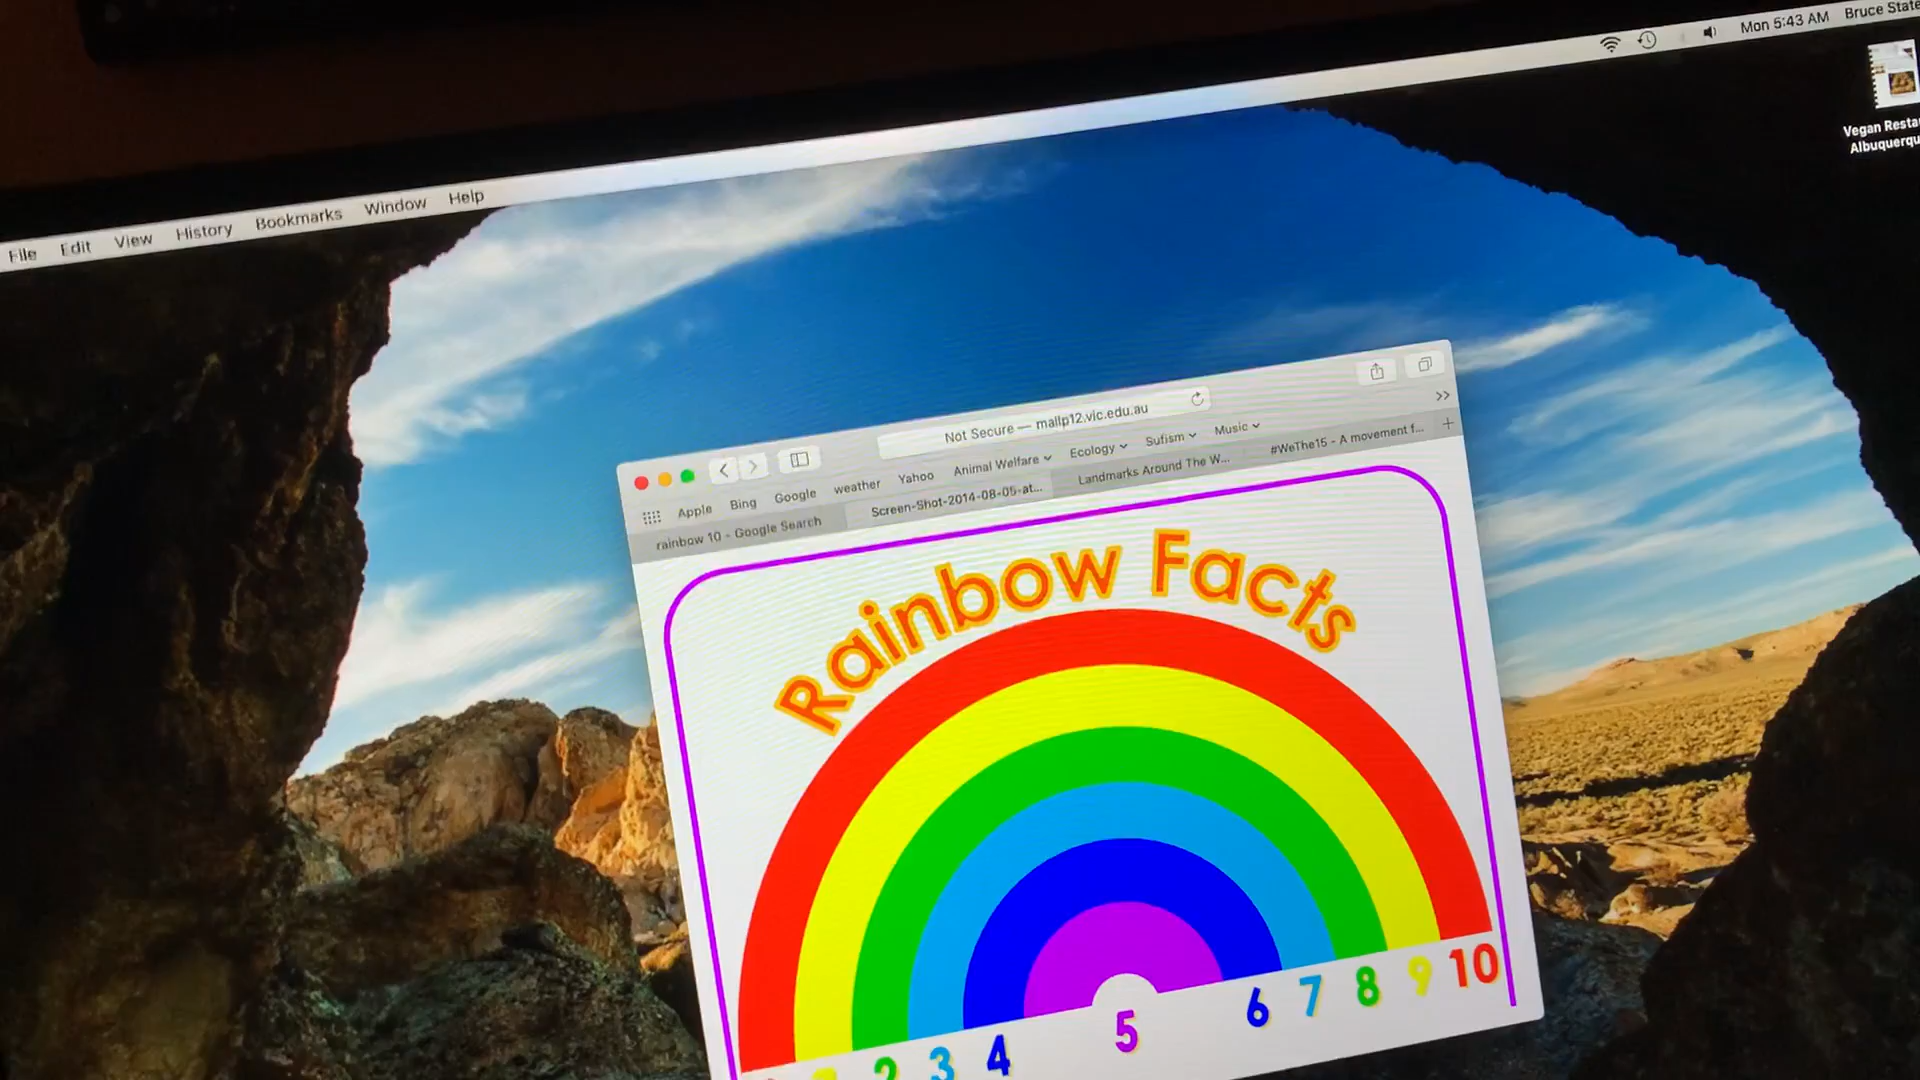 File Edit View History Bookmarks Window Help
Mon 5:43 AM Bruce State
Vegan Resta
Albuquerqu
Not Secure — mallp12.vic.edu.au
Apple Bing Google weather Yahoo Animal Welfare Ecology Sufism Music
rainbow 10 - Google Search
Screen-Shot-2014-08-05-at...
Landmarks Around The W...
#WeThe15 - A movement f...
Rainbow Facts
2 3 4 5 6 7 8 9 10